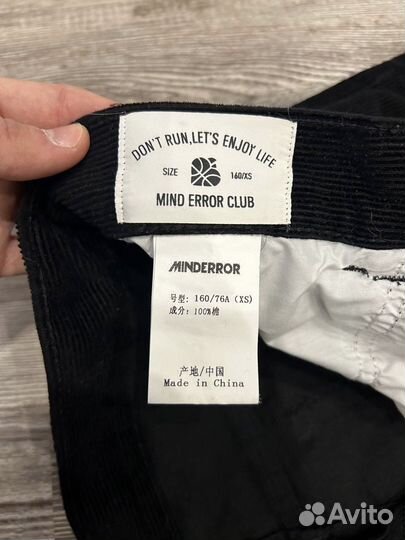 DON'T RUN,LET'S ENJOY LIFE
SIZE 160/XS
MIND ERROR CLUB
MINDERROR
号型: 160/76A (XS)
成分: 100%棉
产地/中国
Made in China
Avito